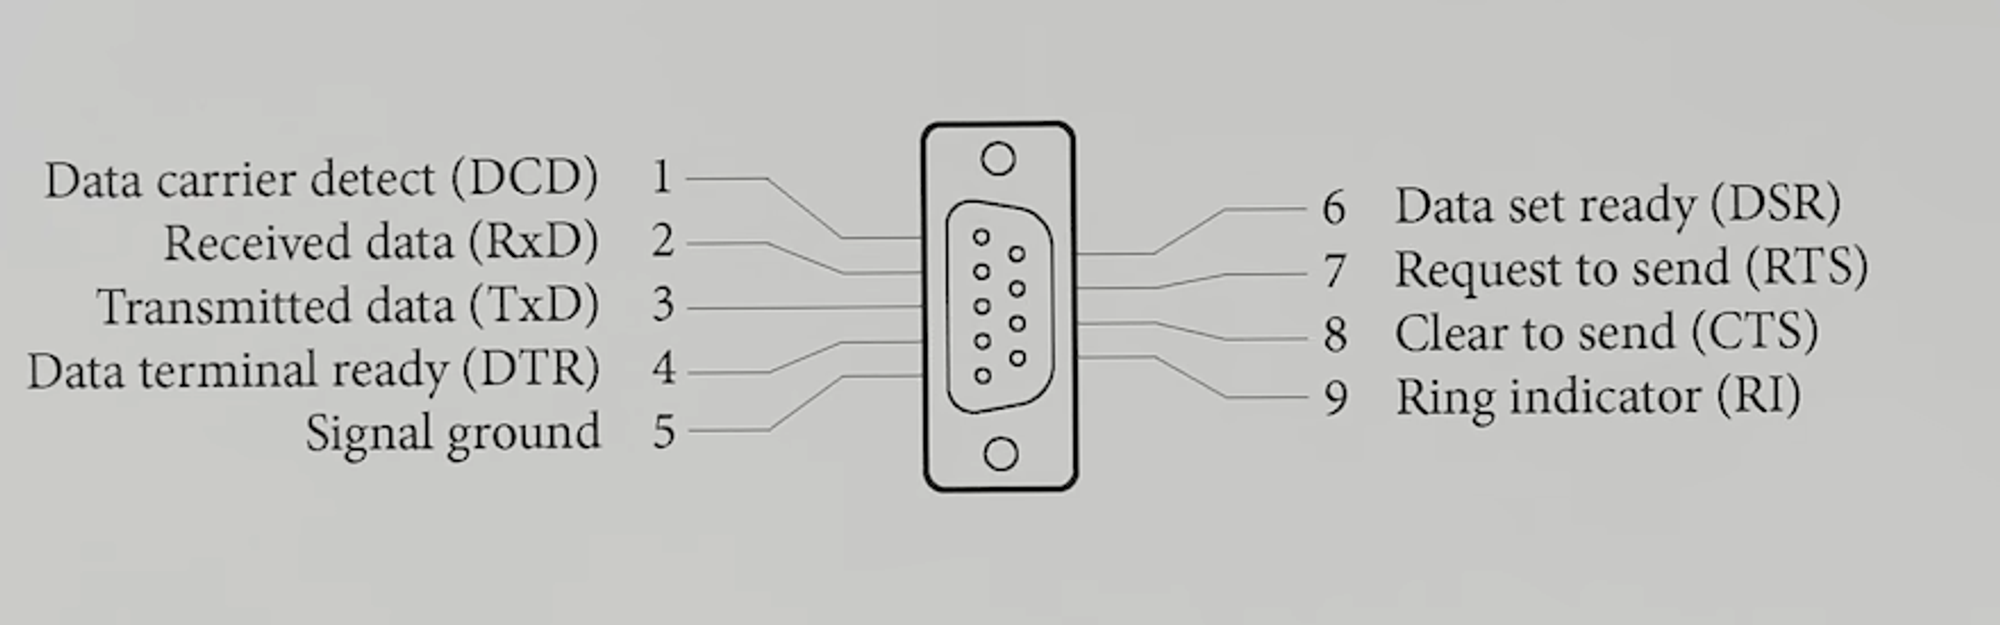 Data carrier detect (DCD) 1
Received data (RxD) 2
Transmitted data (TxD) 3
Data terminal ready (DTR) 4
Signal ground 5
6 Data set ready (DSR)
7 Request to send (RTS)
8 Clear to send (CTS)
9 Ring indicator (RI)